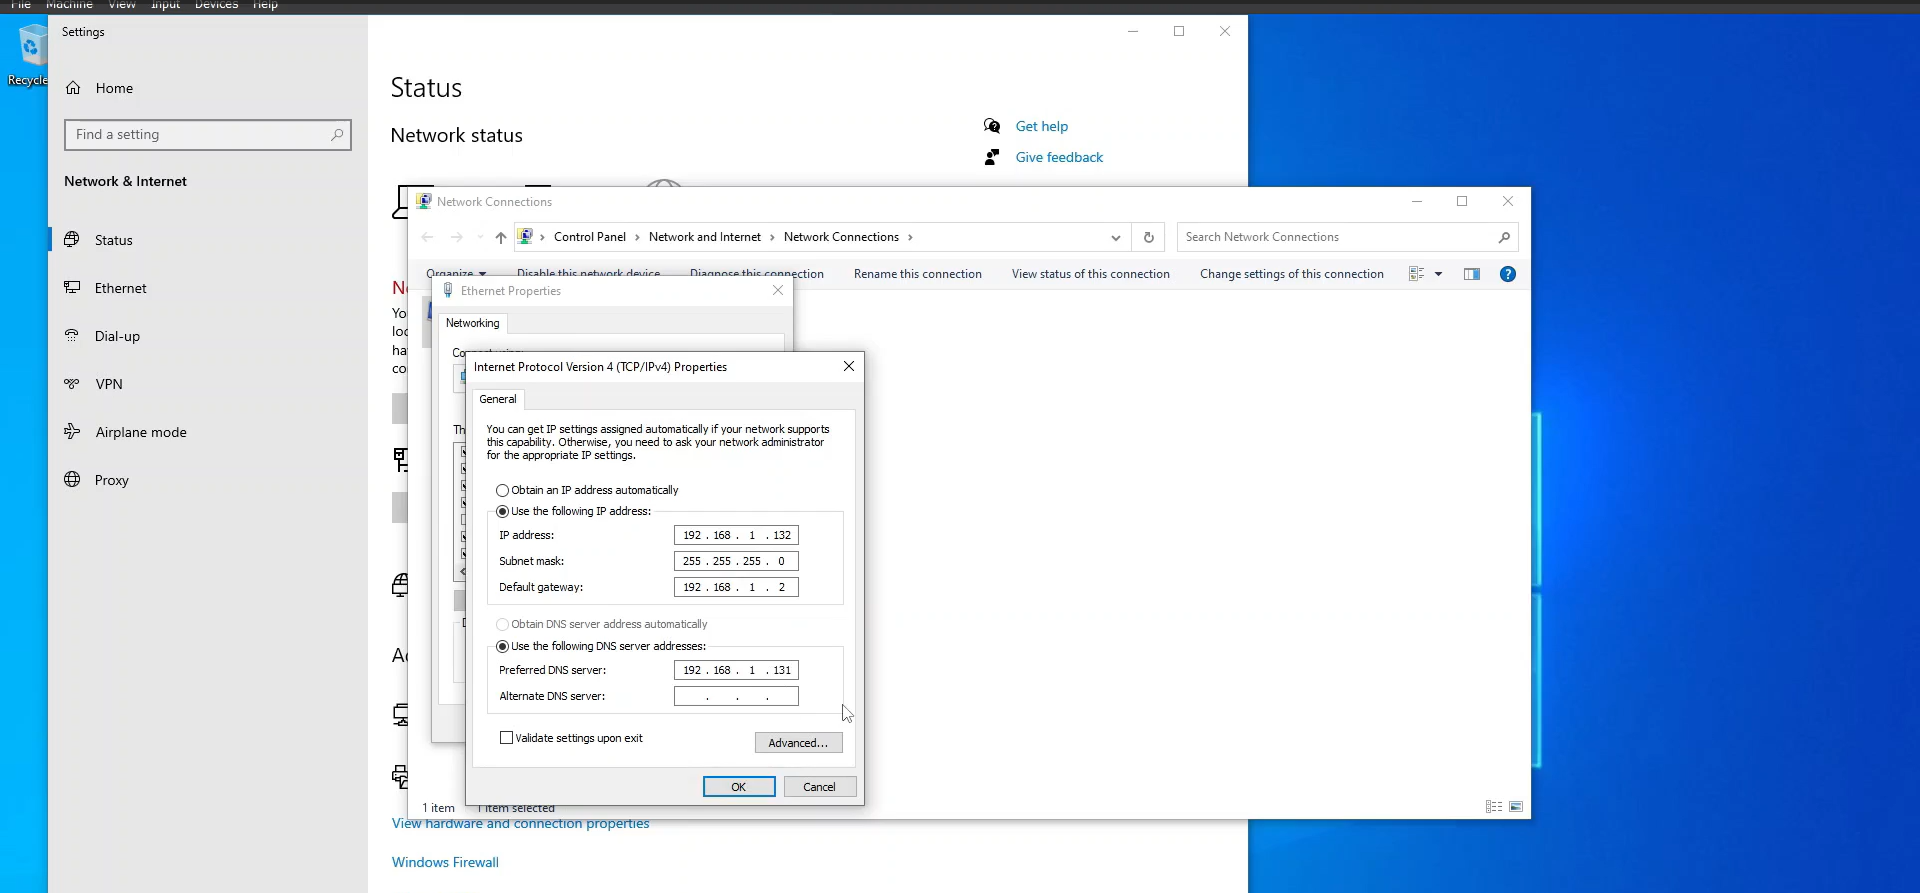 File Machine View Input Devices Help
Recycle
Settings
Home
Find a setting
Network & Internet
Status
Ethernet
Dial-up
VPN
Airplane mode
Proxy
Status
Network status
Get help
Give feedback
View hardware and connection properties
Windows Firewall
Network Connections
Control Panel > Network and Internet > Network Connections >
Search Network Connections
Organize Disable this network device Diagnose this connection Rename this connection View status of this connection Change settings of this connection
1 item 1 item selected
Ethernet Properties
Networking
Internet Protocol Version 4 (TCP/IPv4) Properties
General
You can get IP settings assigned automatically if your network supports
this capability. Otherwise, you need to ask your network administrator
for the appropriate IP settings.
Obtain an IP address automatically
Use the following IP address:
IP address: 192 . 168 . 1 . 132
Subnet mask: 255 . 255 . 255 . 0
Default gateway: 192 . 168 . 1 . 2
Obtain DNS server address automatically
Use the following DNS server addresses:
Preferred DNS server: 192 . 168 . 1 . 131
Alternate DNS server: . . .
Validate settings upon exit
Advanced...
OK Cancel